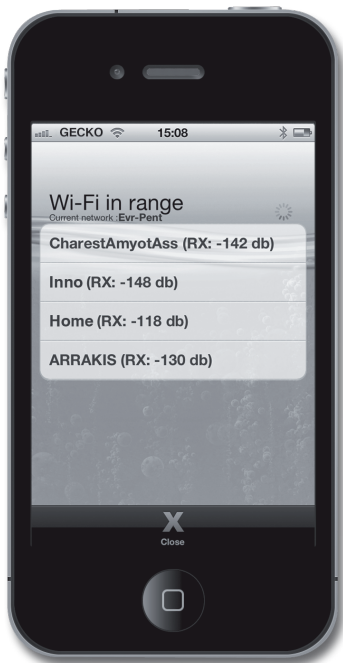 GECKO 15:08
Wi-Fi in range
Current network :Evr-Pent
CharestAmyotAss (RX: -142 db)
Inno (RX: -148 db)
Home (RX: -118 db)
ARRAKIS (RX: -130 db)
X
Close